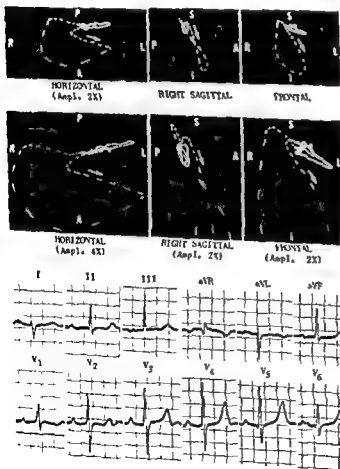 P S S
R L P A
A I
HORIZONTAL RIGHT SAGITTAL FRONTAL
(Ampl. 2X)
P S S
R L P A R L
A
HORIZONTAL RIGHT SAGITTAL FRONTAL
(Ampl. 4X) (Ampl. 2X) (Ampl. 2X)
I II III aVR aVL aVF
V1 V2 V3 V4 V5 V6